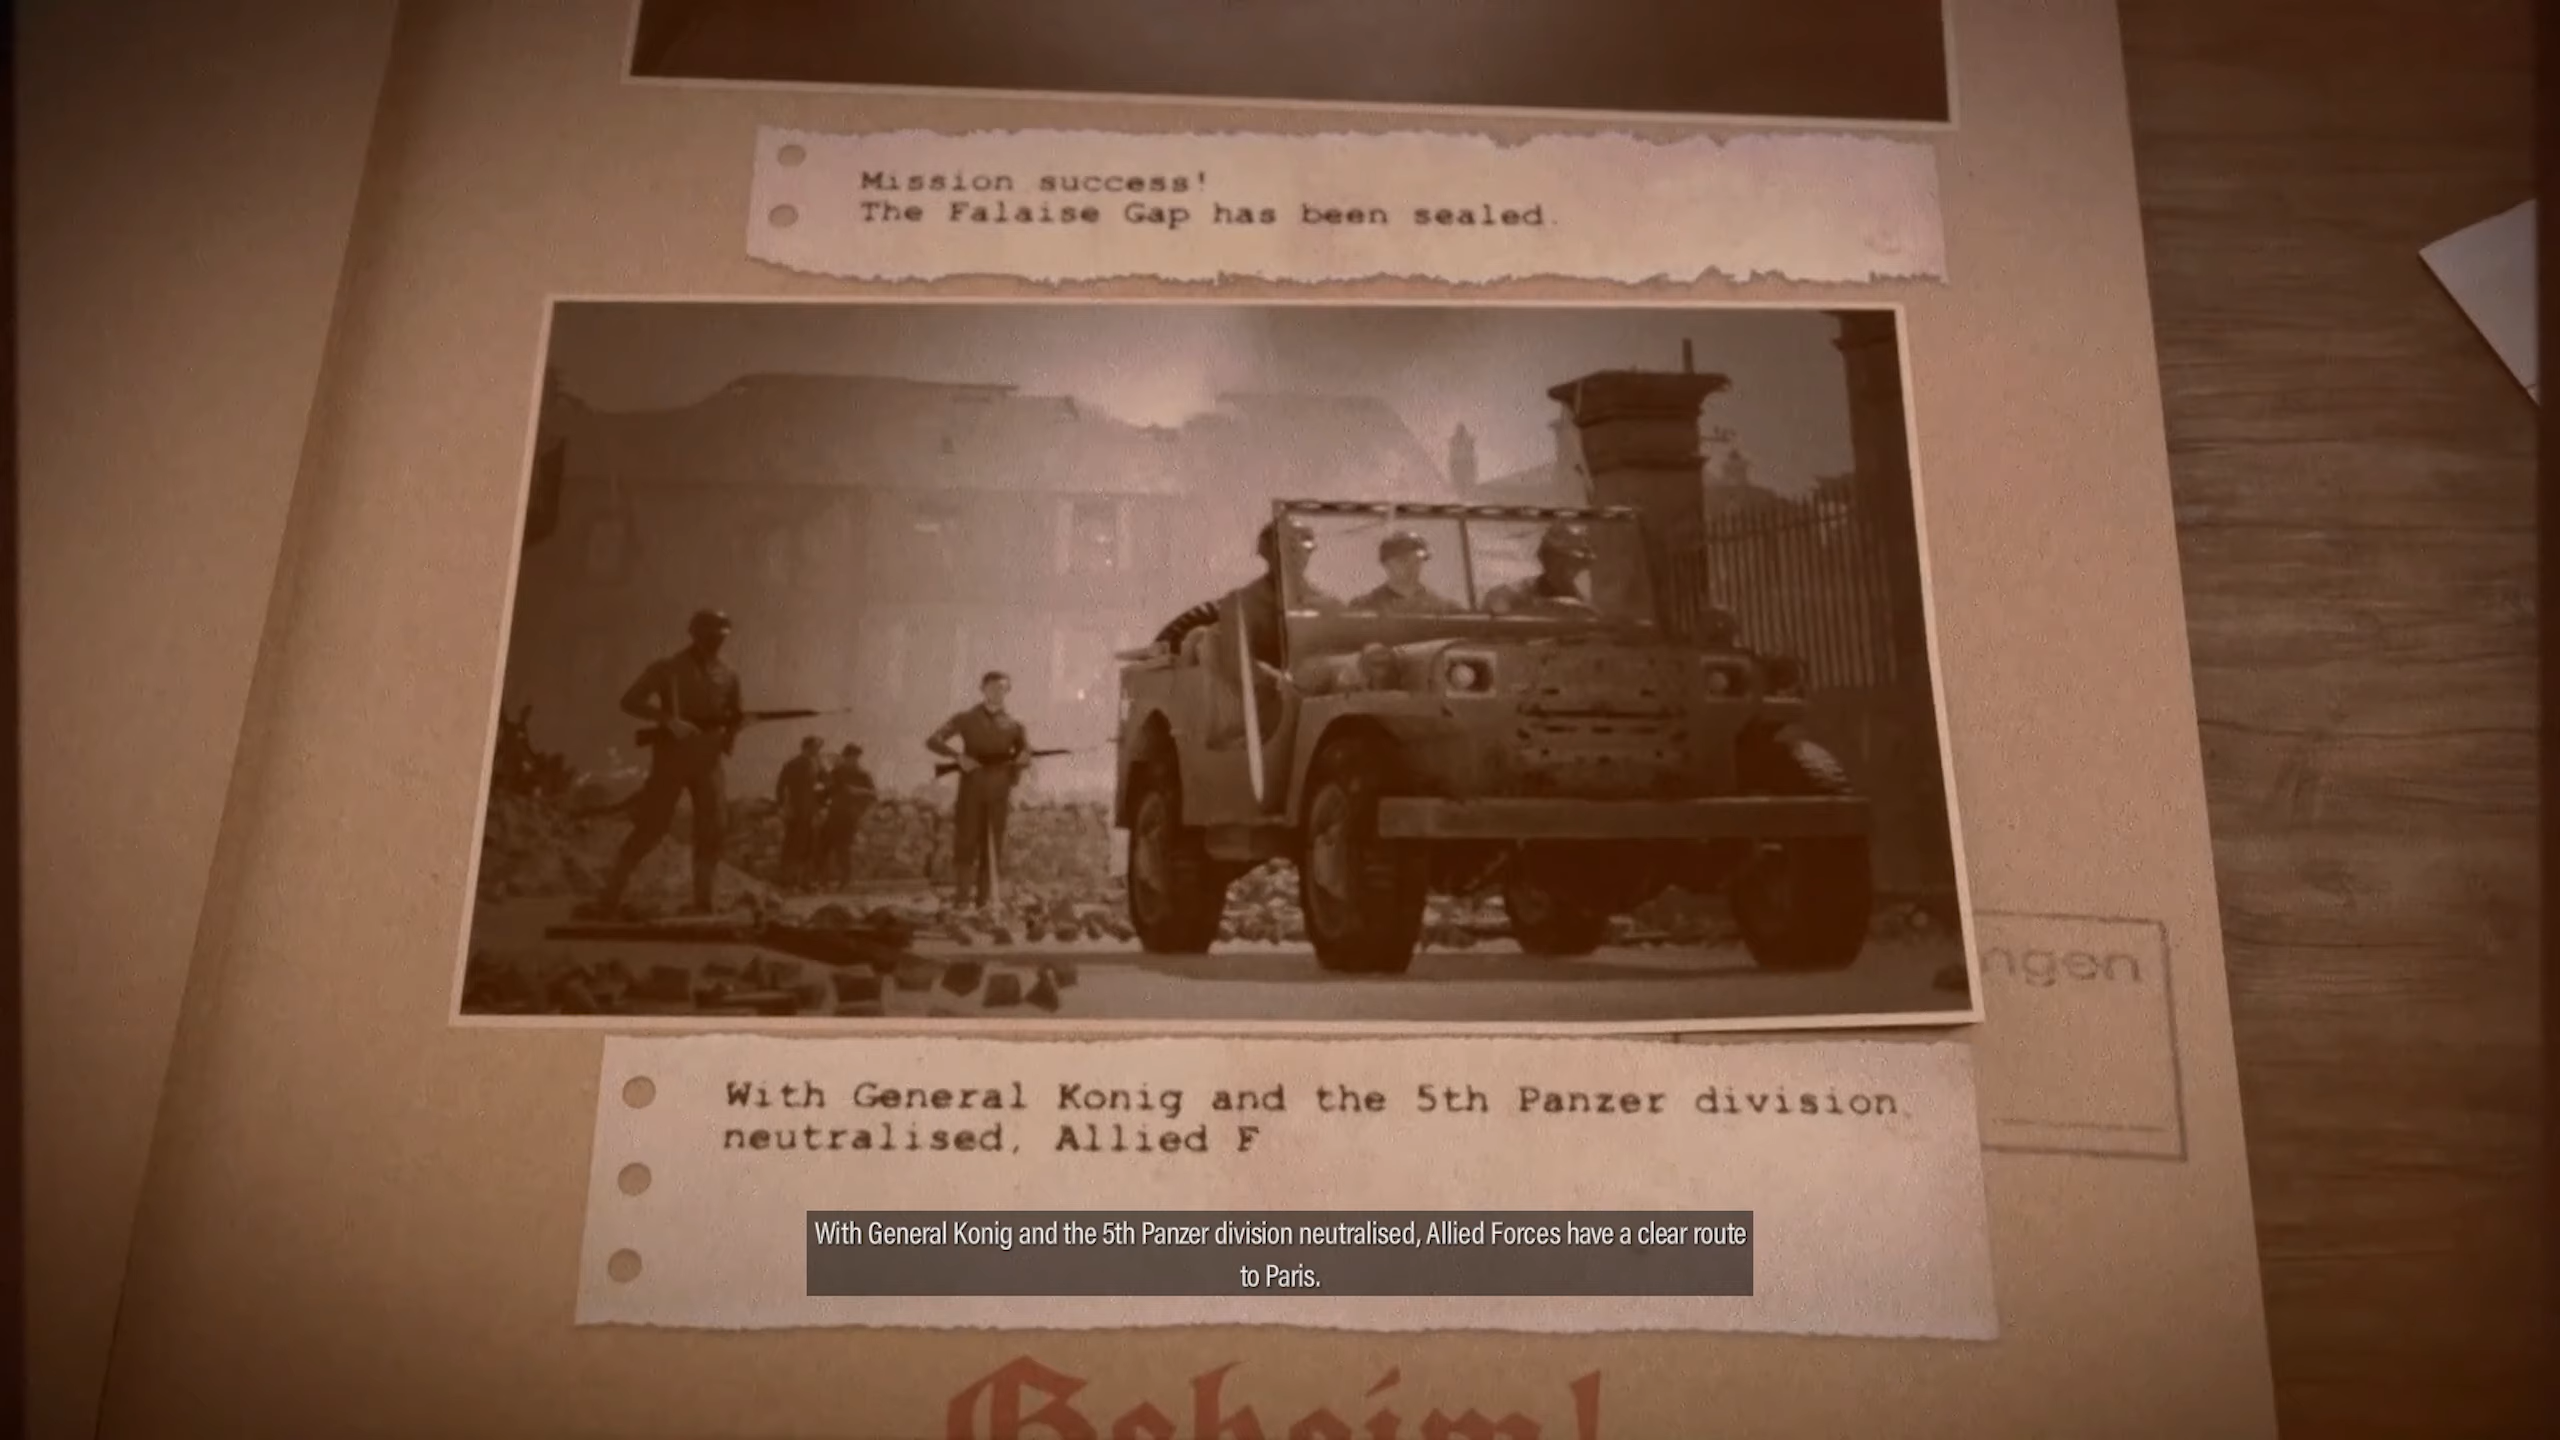 Mission success!
The Falaise Gap has been sealed.
ngen
With General Konig and the 5th Panzer division
neutralised, Allied F
With General Konig and the 5th Panzer division neutralised, Allied Forces have a clear route
to Paris.
Geheim!